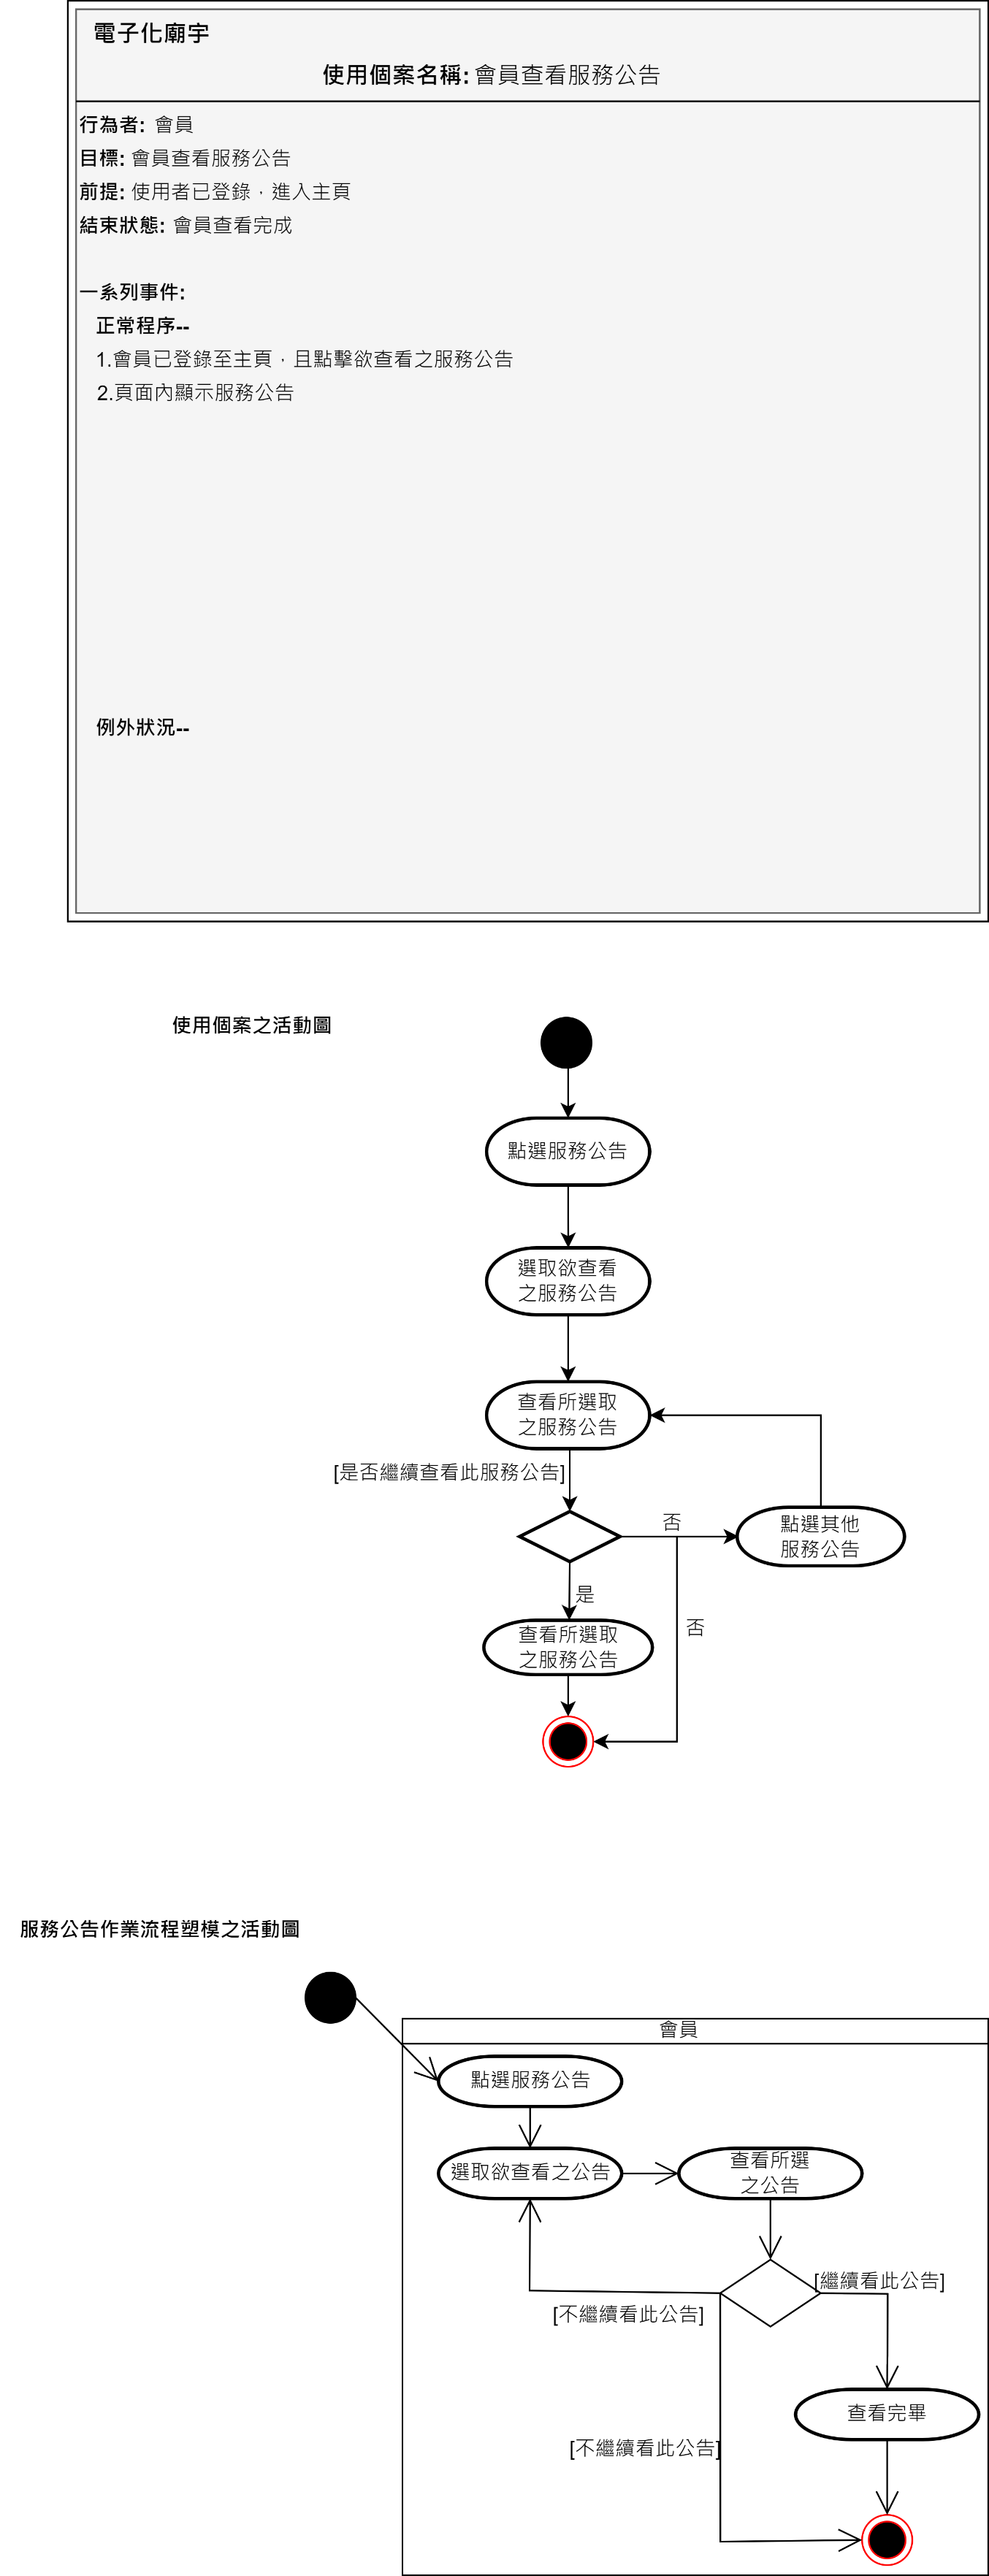 電子化廟宇
使用個案名稱: 會員查看服務公告
行為者: 會員
目標: 會員查看服務公告
前提: 使用者已登錄，進入主頁
結束狀態: 會員查看完成
一系列事件:
正常程序--
1.會員已登錄至主頁，且點擊欲查看之服務公告
2.頁面內顯示服務公告
例外狀況--
使用個案之活動圖
點選服務公告
選取欲查看
之服務公告
查看所選取
之服務公告
[是否繼續查看此服務公告]
否
點選其他
服務公告
是
否
查看所選取
之服務公告
服務公告作業流程塑模之活動圖
會員
點選服務公告
選取欲查看之公告
查看所選
之公告
[繼續看此公告]
[不繼續看此公告]
查看完畢
[不繼續看此公告]